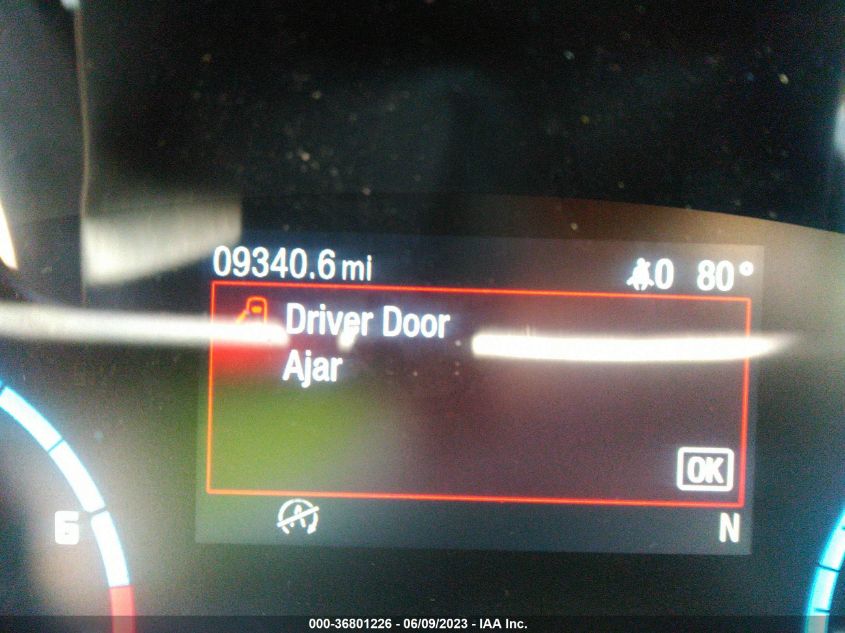 09340.6 mi 0 80°
Driver Door
Ajar
OK
6
N
000-36801226 - 06/09/2023 - IAA Inc.